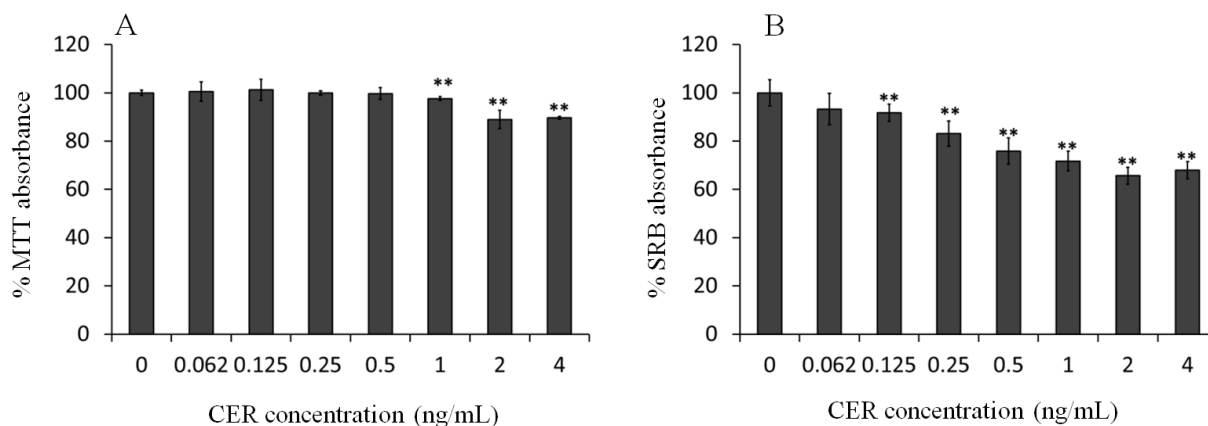 A
% MTT absorbance
120
100
80
60
40
20
0
** ** **
0 0.062 0.125 0.25 0.5 1 2 4
CER concentration (ng/mL)
B
% SRB absorbance
120
100
80
60
40
20
0
** ** ** ** ** **
0 0.062 0.125 0.25 0.5 1 2 4
CER concentration (ng/mL)